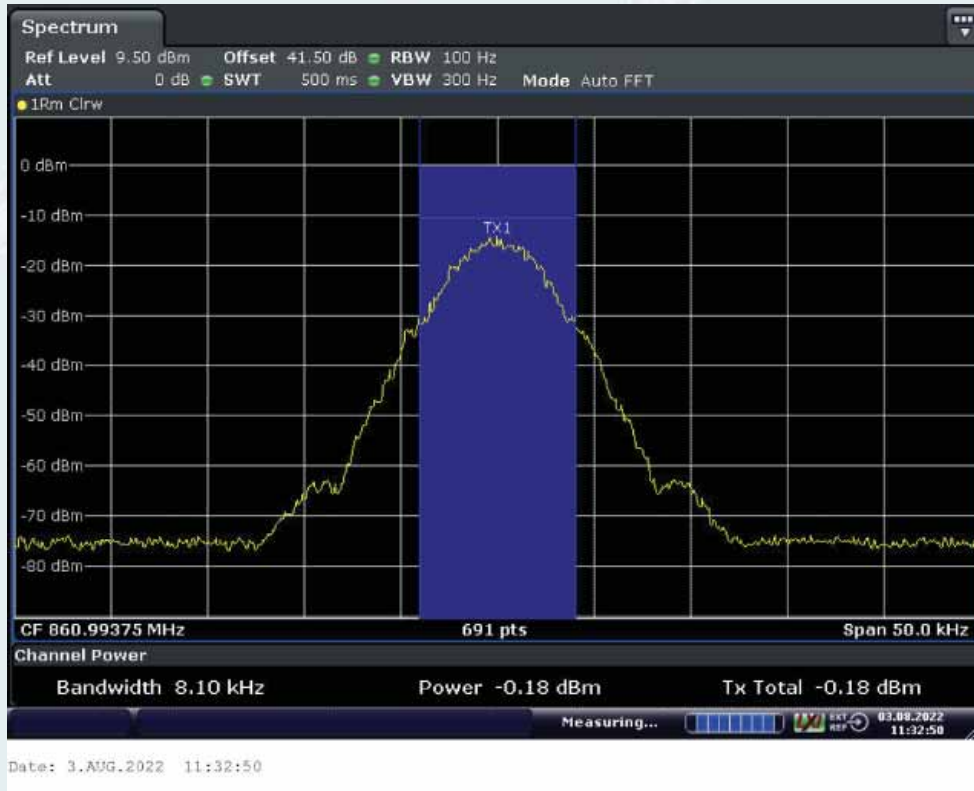 Spectrum
Ref Level 9.50 dBm Offset 41.50 dB RBW 100 Hz
Att 0 dB SWT 500 ms VBW 300 Hz Mode Auto FFT
1Rm Clrw
0 dBm
-10 dBm
TX1
-20 dBm
-30 dBm
-40 dBm
-50 dBm
-60 dBm
-70 dBm
-80 dBm
CF 860.99375 MHz 691 pts Span 50.0 kHz
Channel Power
Bandwidth 8.10 kHz Power -0.18 dBm Tx Total -0.18 dBm
Measuring... LXI EXT REF 03.08.2022
11:32:50
Date: 3.AUG.2022 11:32:50